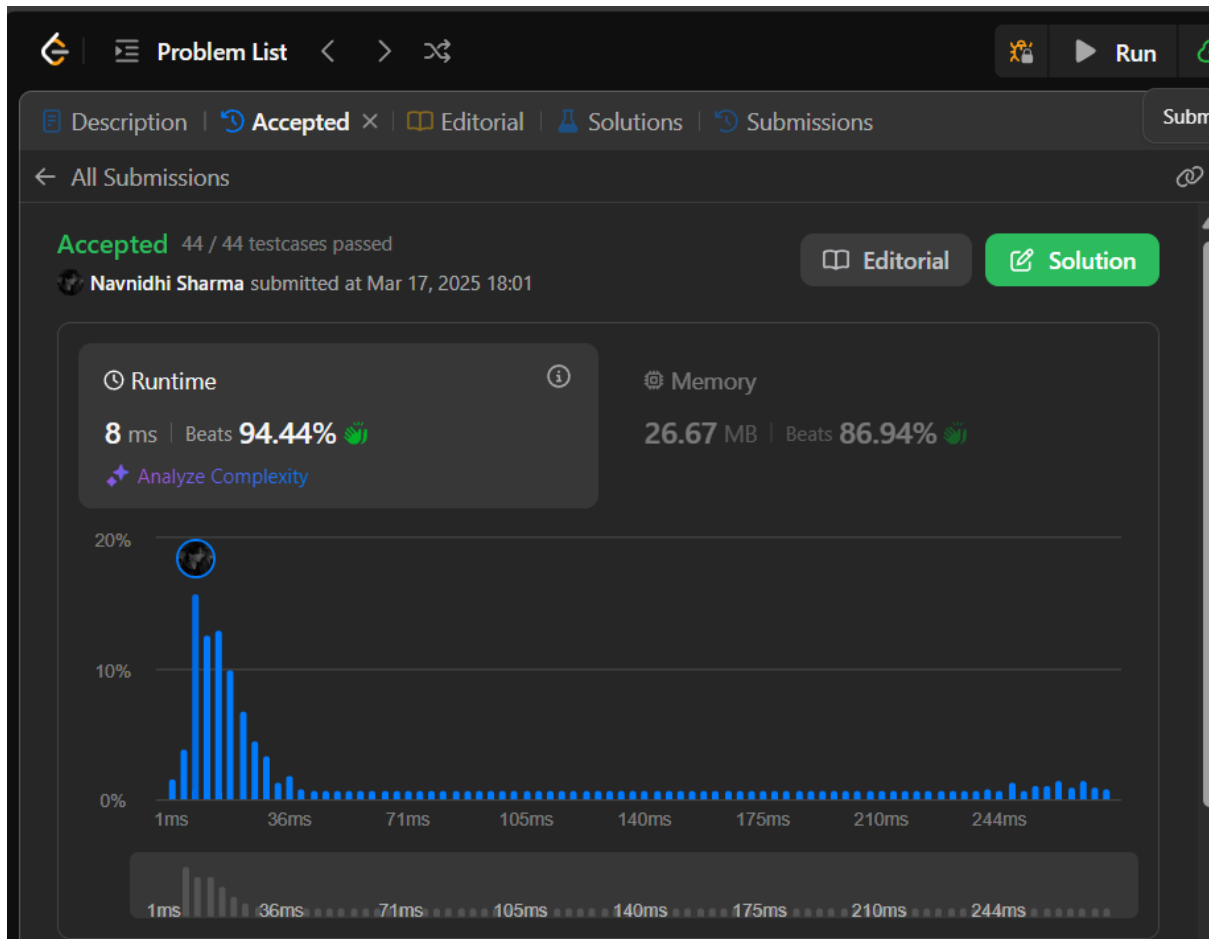 Problem List Run
Description Accepted Editorial Solutions Submissions Subm
All Submissions
Accepted 44 / 44 testcases passed
Editorial Solution
Navnidhi Sharma submitted at Mar 17, 2025 18:01
Runtime
8 ms Beats 94.44%
Analyze Complexity
Memory
26.67 MB Beats 86.94%
20%
10%
0%
1ms 36ms 71ms 105ms 140ms 175ms 210ms 244ms
1ms 36ms 71ms 105ms 140ms 175ms 210ms 244ms